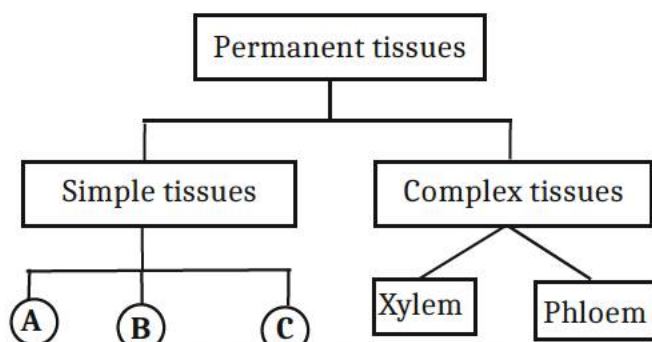 Permanent tissues
Simple tissues
Complex tissues
A
B
C
Xylem
Phloem